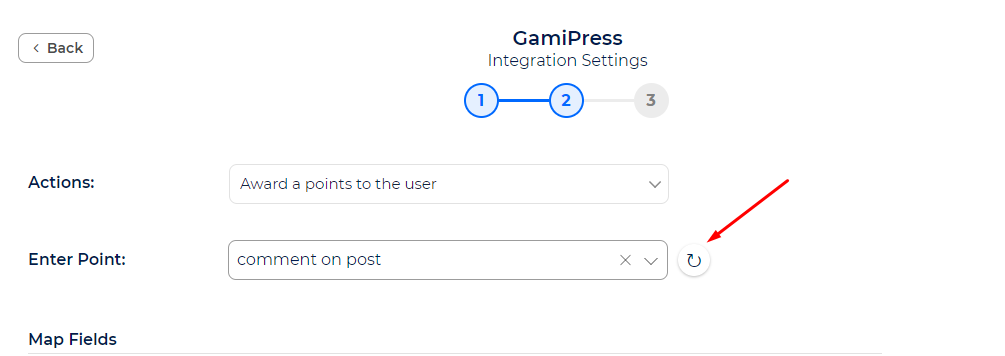 Back
GamiPress
Integration Settings
1 2 3
Actions: Award a points to the user
Enter Point: comment on post
Map Fields